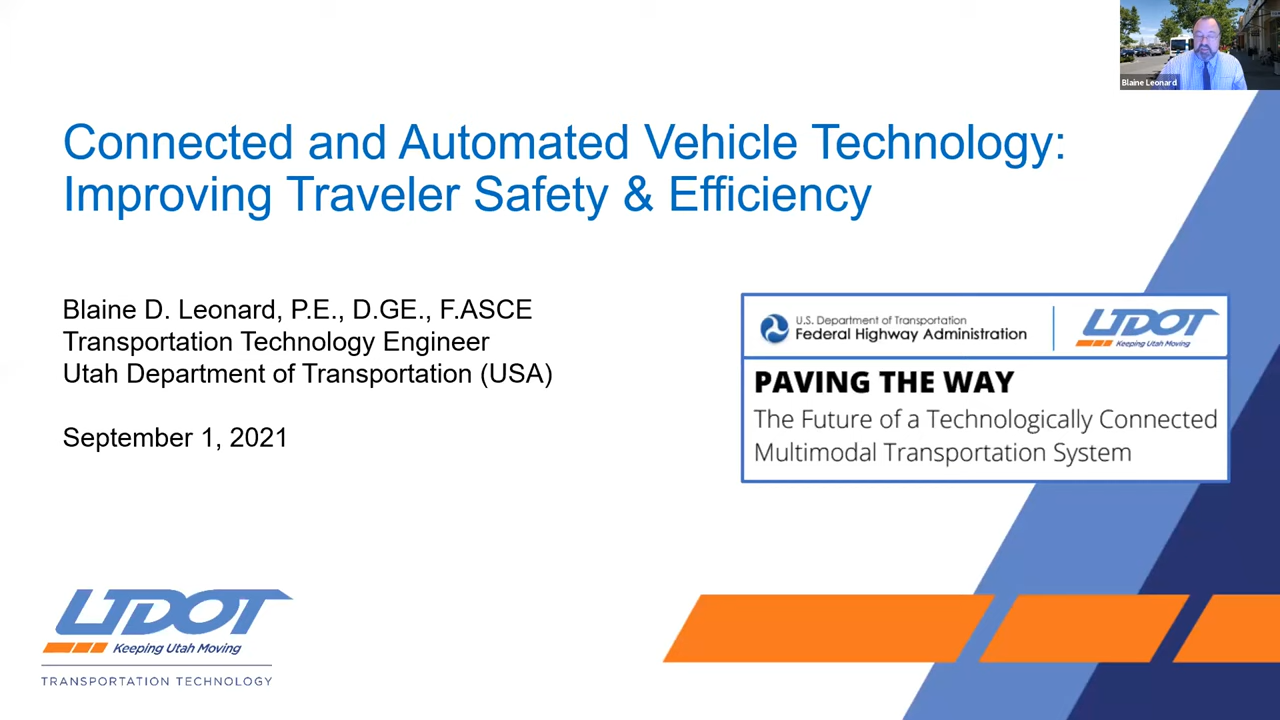 Blaine Leonard
Connected and Automated Vehicle Technology:
Improving Traveler Safety & Efficiency
Blaine D. Leonard, P.E., D.GE., F.ASCE
Transportation Technology Engineer
Utah Department of Transportation (USA)
September 1, 2021
U.S. Department of Transportation
Federal Highway Administration
UDOT
Keeping Utah Moving
PAVING THE WAY
The Future of a Technologically Connected
Multimodal Transportation System
UDOT
Keeping Utah Moving
TRANSPORTATION TECHNOLOGY